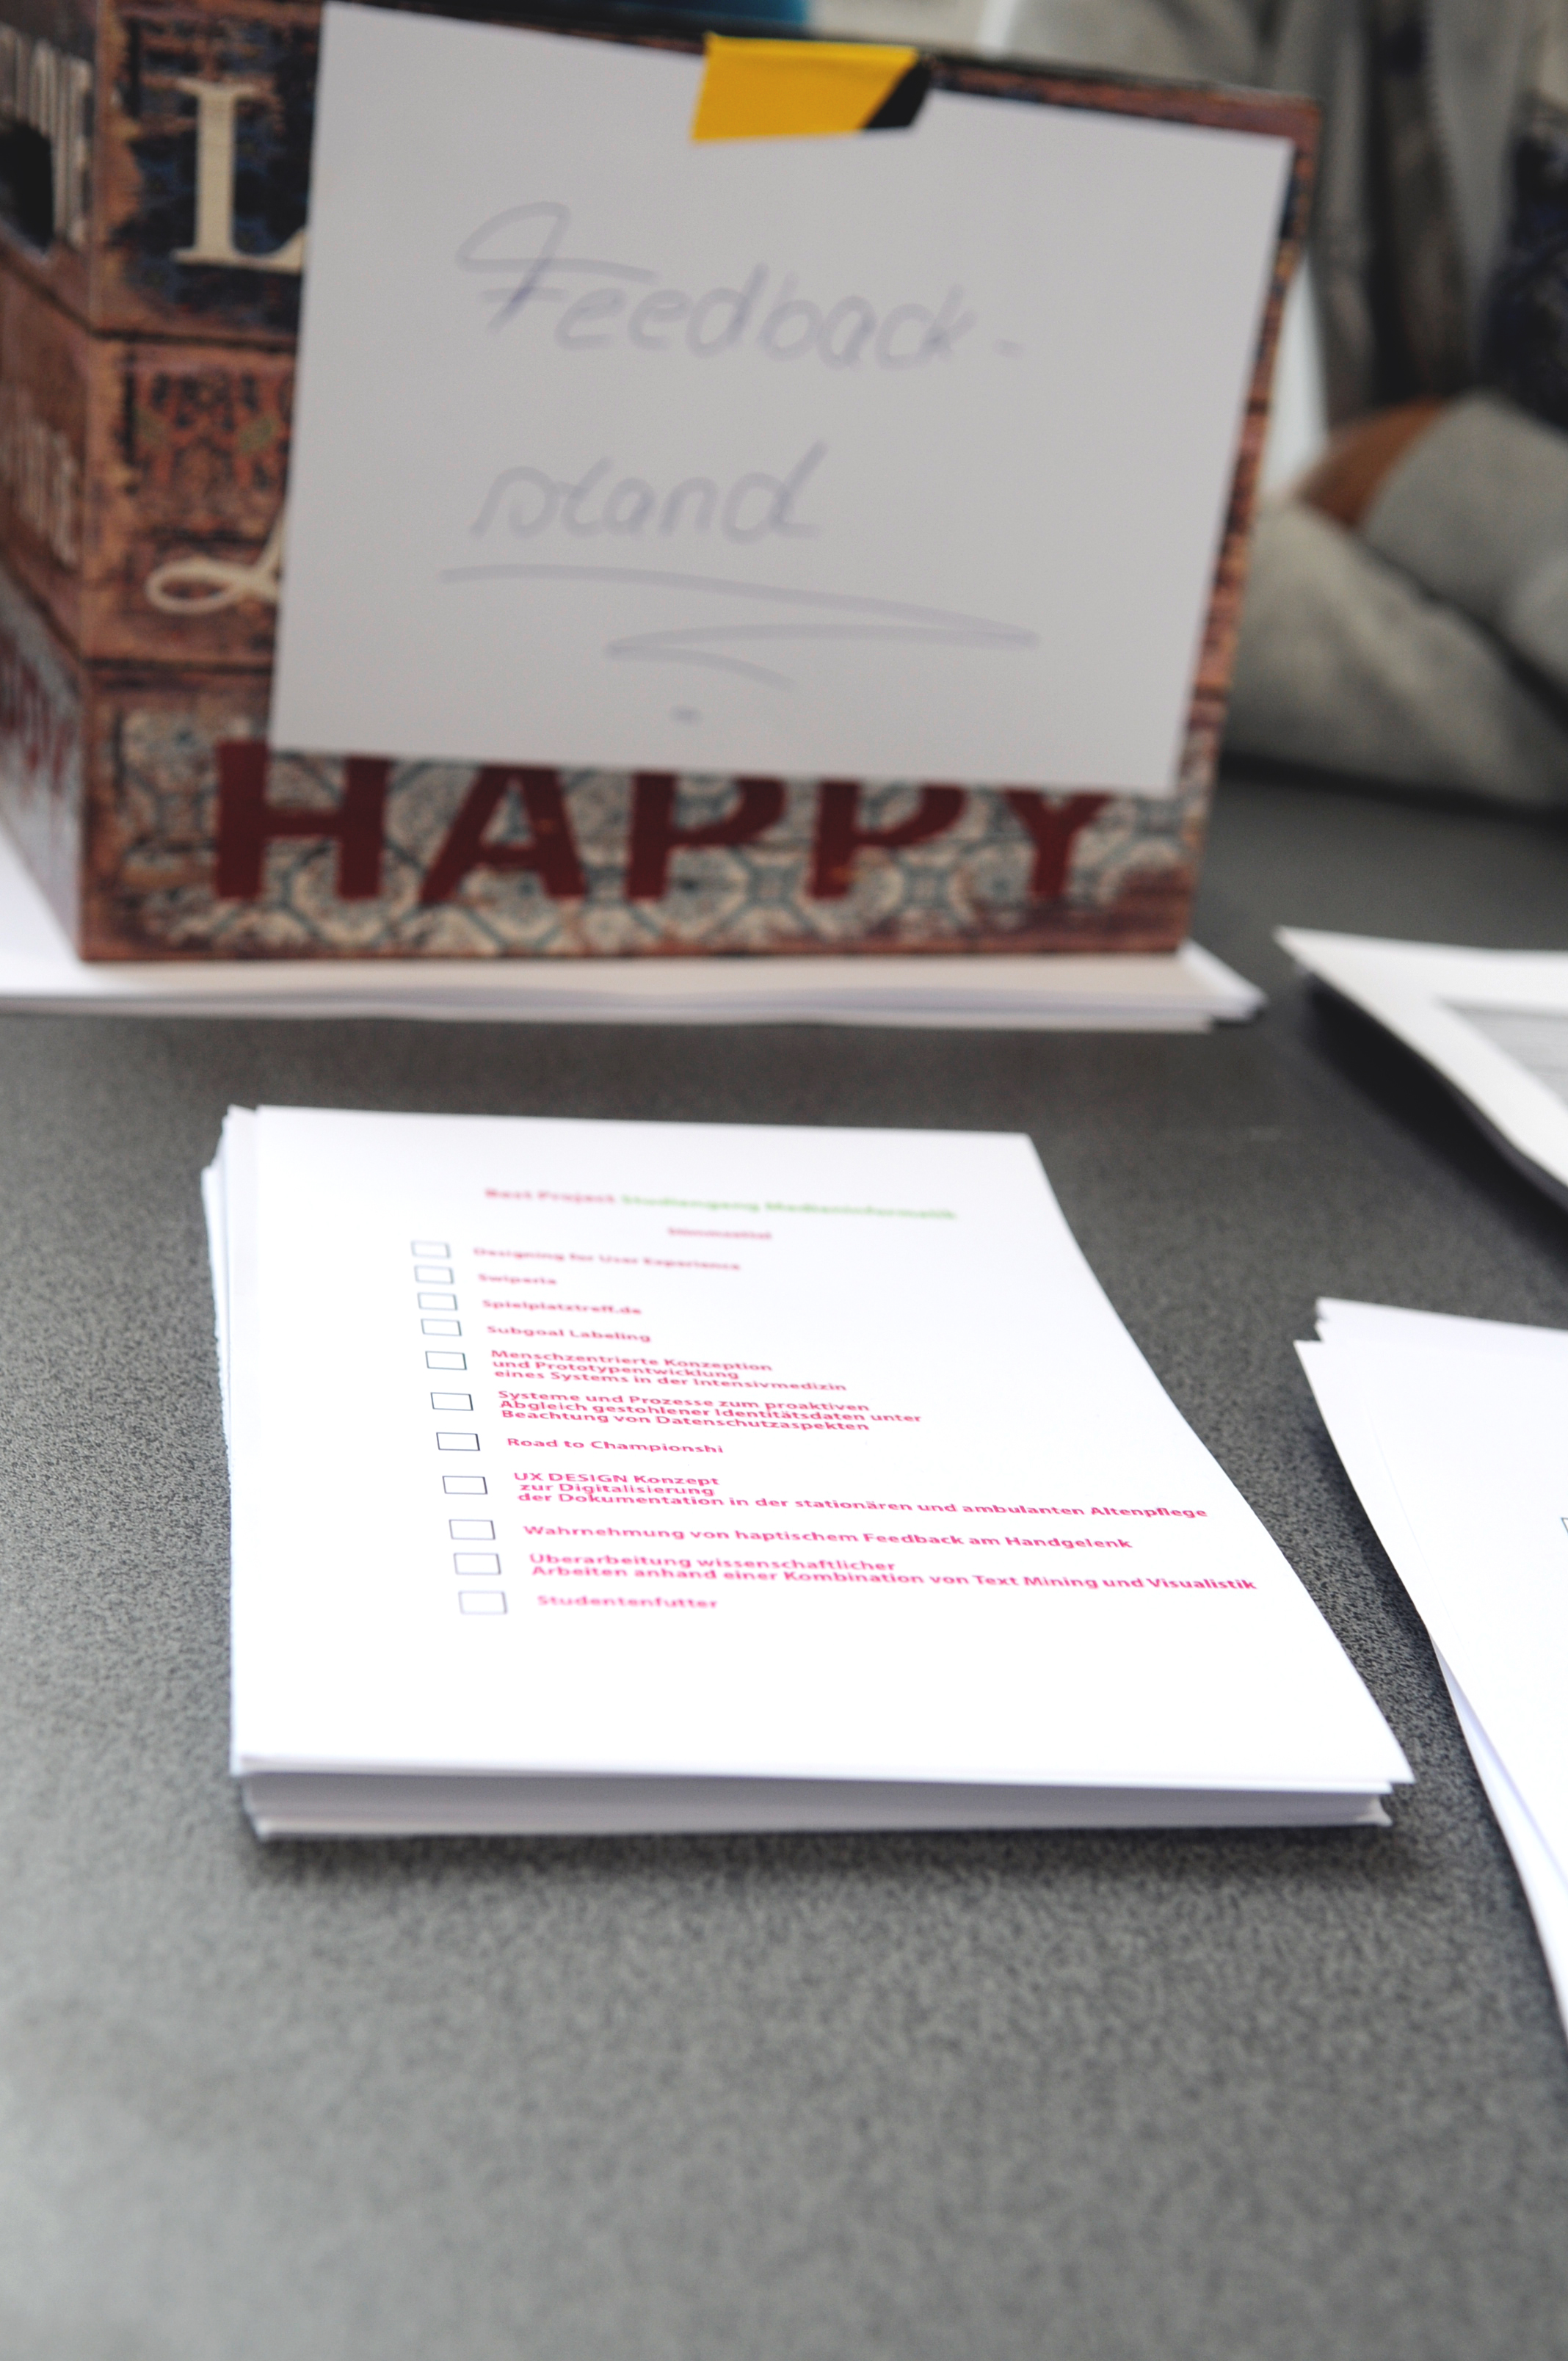 L
Feedback-
stand
HAPPY
Best Project Studiengang Medieninformatik
Stimmzettel
Designing for User Experience
Swiperia
Spielplatztreff.de
Subgoal Labeling
Menschzentrierte Konzeption
und Prototypentwicklung
eines Systems in der Intensivmedizin
Systeme und Prozesse zum proaktiven
Abgleich gestohlener Identitätsdaten unter
Beachtung von Datenschutzaspekten
Road to Championshi
UX DESIGN Konzept
zur Digitalisierung
der Dokumentation in der stationären und ambulanten Altenpflege
Wahrnehmung von haptischem Feedback am Handgelenk
Überarbeitung wissenschaftlicher
Arbeiten anhand einer Kombination von Text Mining und Visualistik
Studentenfutter